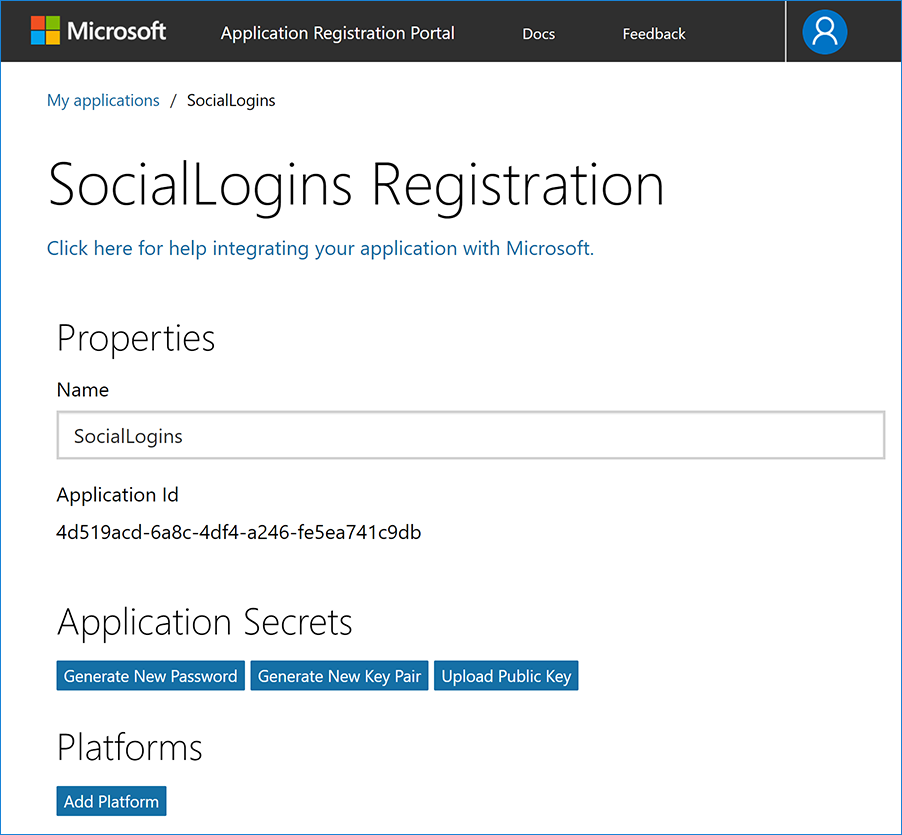 Microsoft Application Registration Portal Docs Feedback
My applications / SocialLogins
SocialLogins Registration
Click here for help integrating your application with Microsoft.
Properties
Name
SocialLogins
Application Id
4d519acd-6a8c-4df4-a246-fe5ea741c9db
Application Secrets
Generate New Password Generate New Key Pair Upload Public Key
Platforms
Add Platform